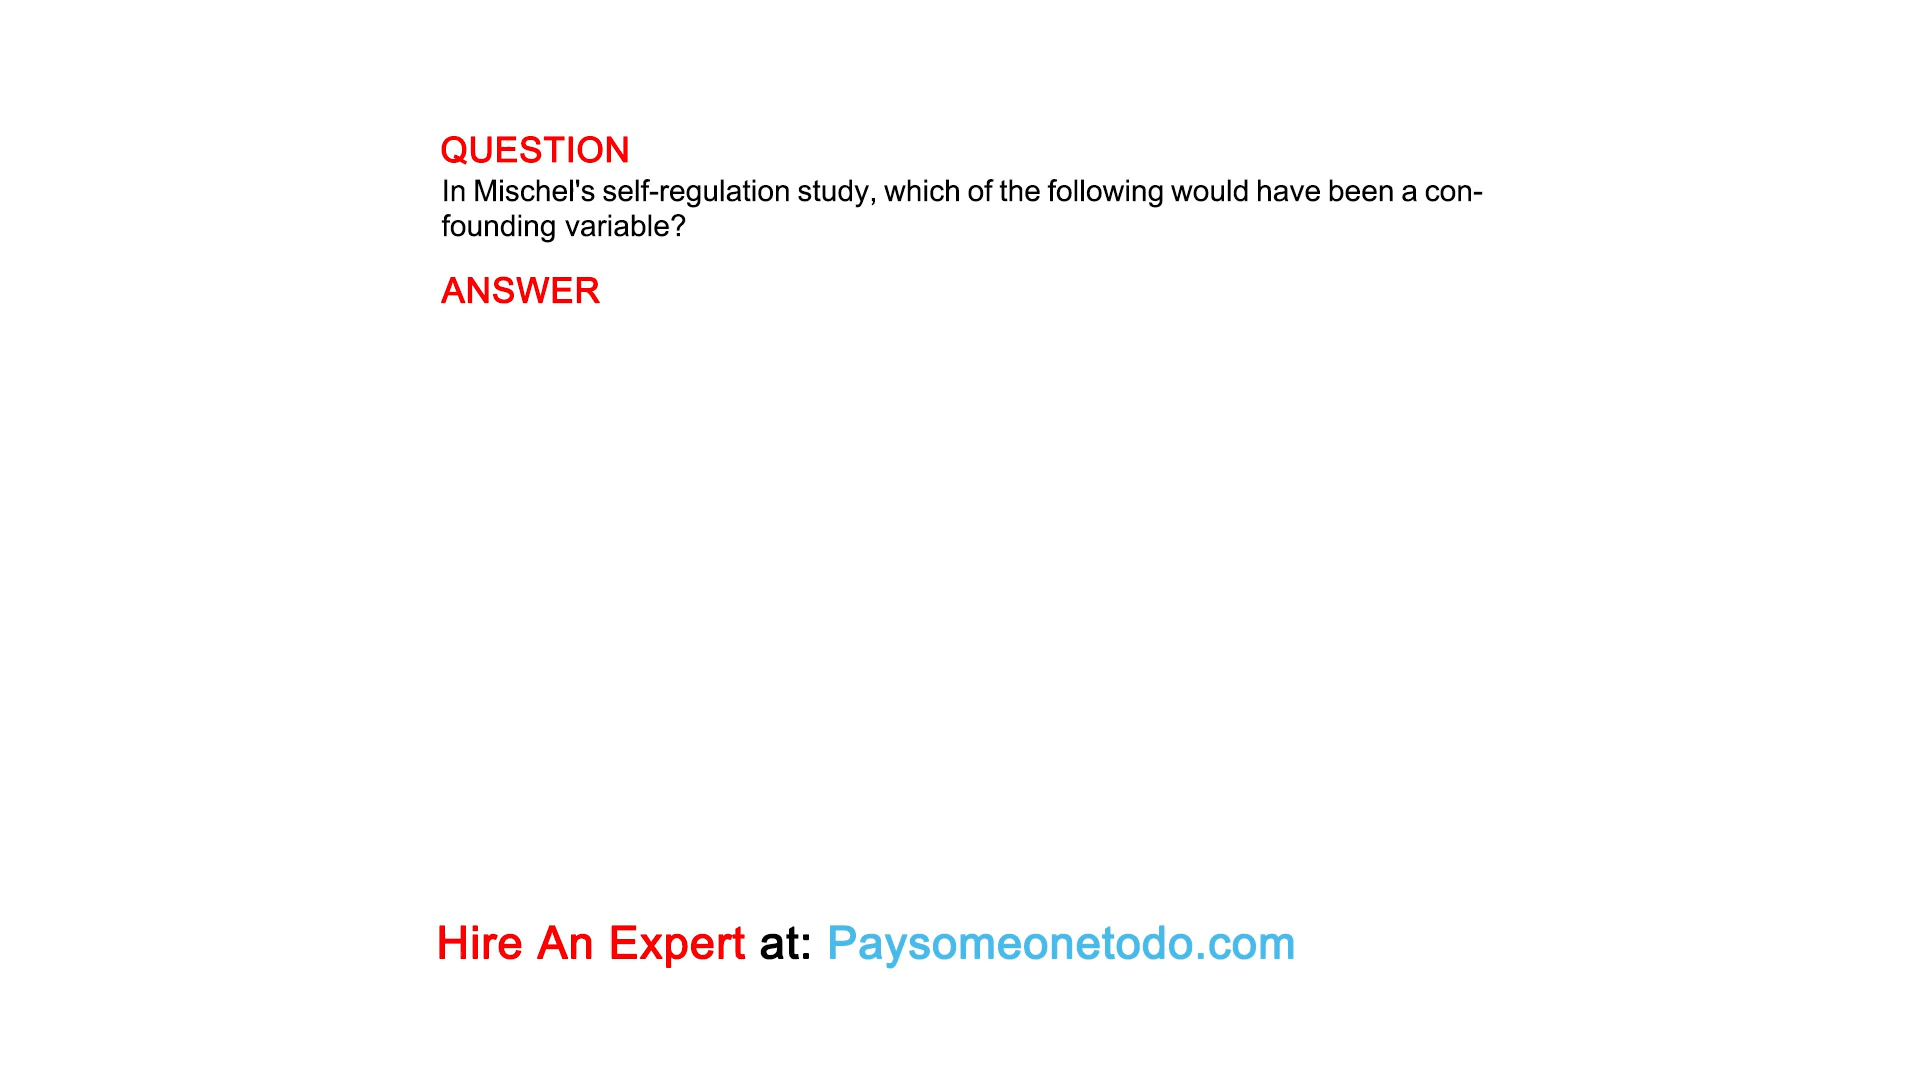 QUESTION
In Mischel's self-regulation study, which of the following would have been a con-
founding variable?
ANSWER
Hire An Expert at: Paysomeonetodo.com